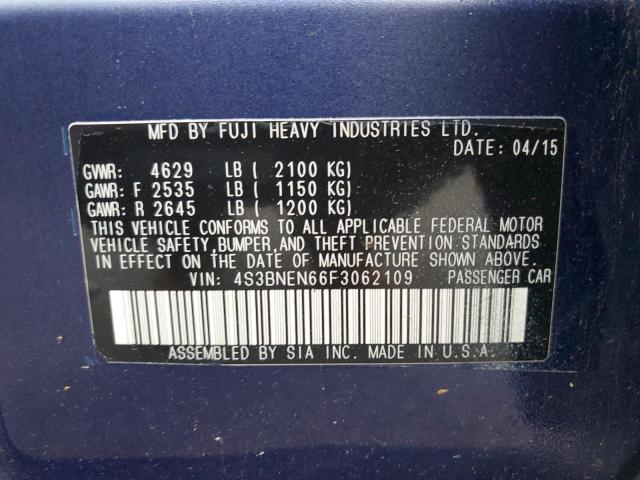 MFD BY FUJI HEAVY INDUSTRIES LTD.
DATE: 04/15
GVWR: 4629 LB ( 2100 KG)
GAWR: F 2535 LB ( 1150 KG)
GAWR: R 2645 LB ( 1200 KG)
THIS VEHICLE CONFORMS TO ALL APPLICABLE FEDERAL MOTOR
VEHICLE SAFETY, BUMPER, AND THEFT PREVENTION STANDARDS
IN EFFECT ON THE DATE OF MANUFACTURE SHOWN ABOVE.
VIN: 4S3BNEN66F3062109 PASSENGER CAR
ASSEMBLED BY SIA INC. MADE IN U.S.A.